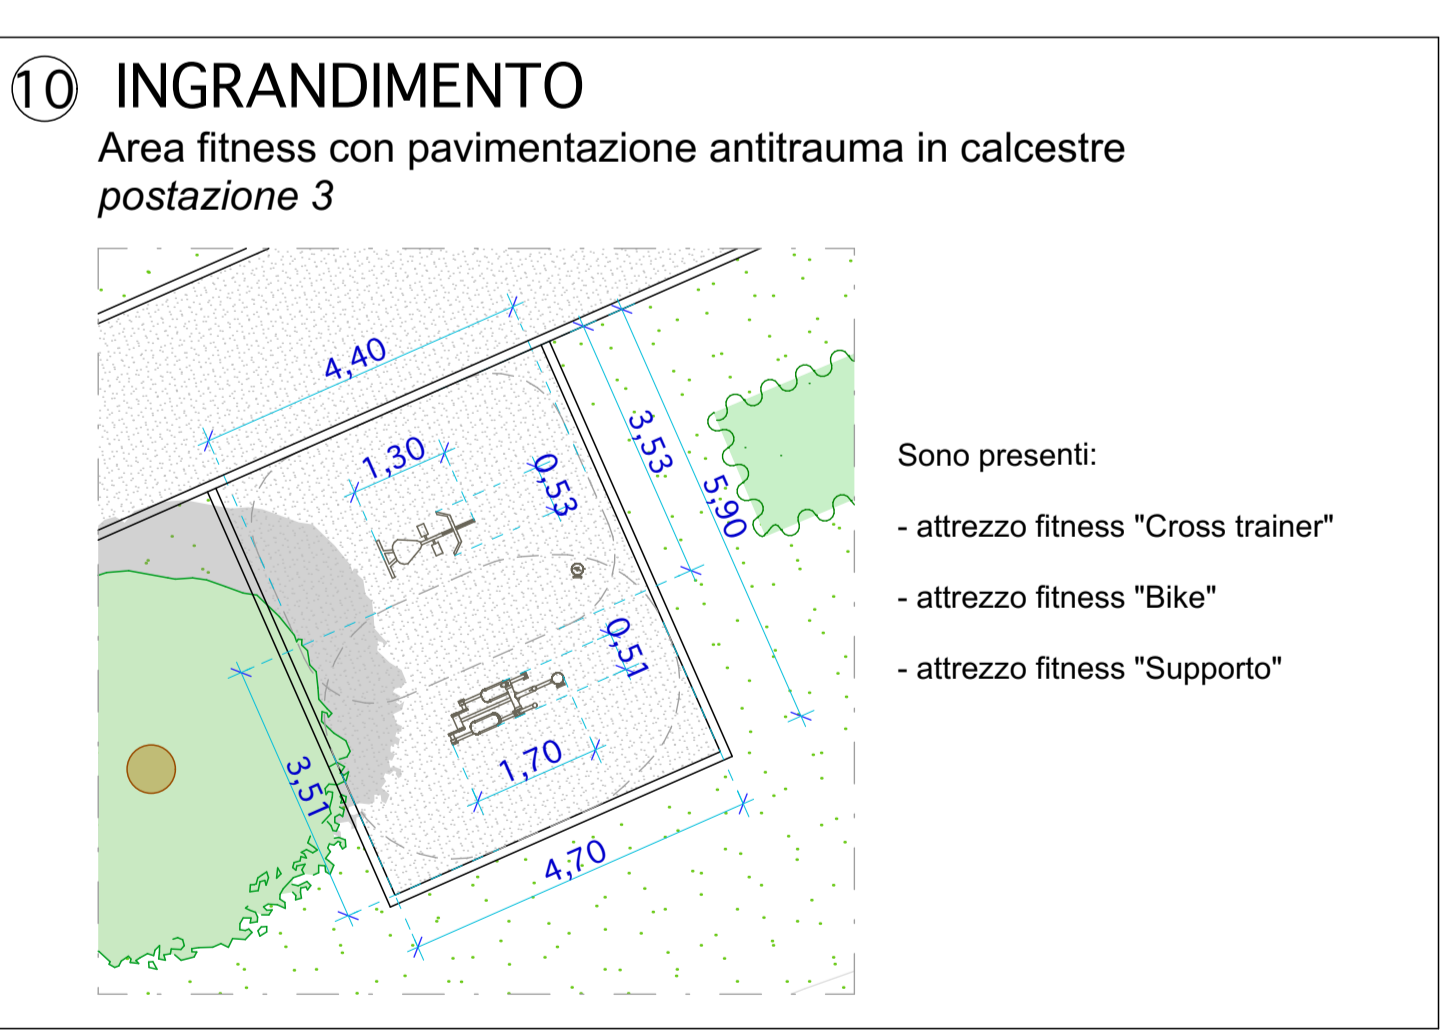 10 INGRANDIMENTO
Area fitness con pavimentazione antitrauma in calcestre
postazione 3
4,40
1,30
0,53
3,53
5,90
0,51
1,70
3,51
4,70
Sono presenti:
- attrezzo fitness "Cross trainer"
- attrezzo fitness "Bike"
- attrezzo fitness "Supporto"